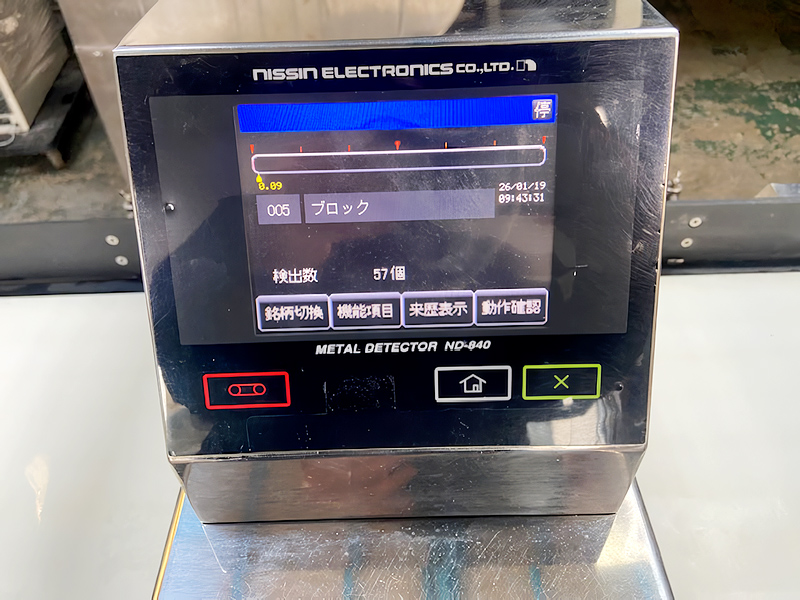 NISSIN ELECTRONICS CO.,LTD.
停
0.09
26/01/19
09:43:31
005 ブロック
検出数 57個
銘柄切換 機能項目 来歴表示 動作確認
METAL DETECTOR ND-840